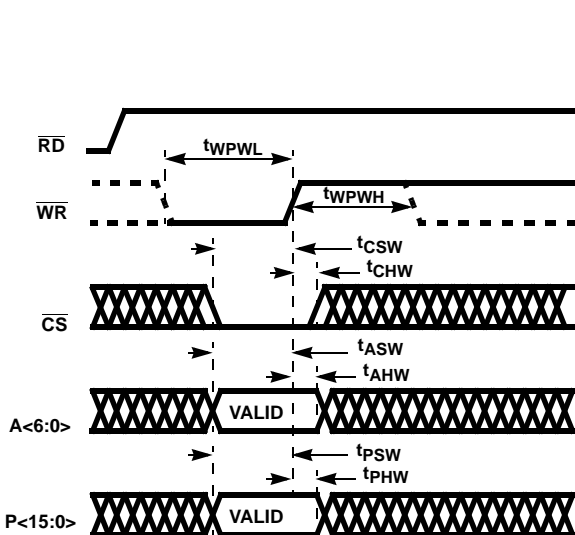 RD
tWPWL
WR
tWPWH
tCSW
tCHW
CS
tASW
tAHW
A<6:0>
VALID
tPSW
tPHW
P<15:0>
VALID